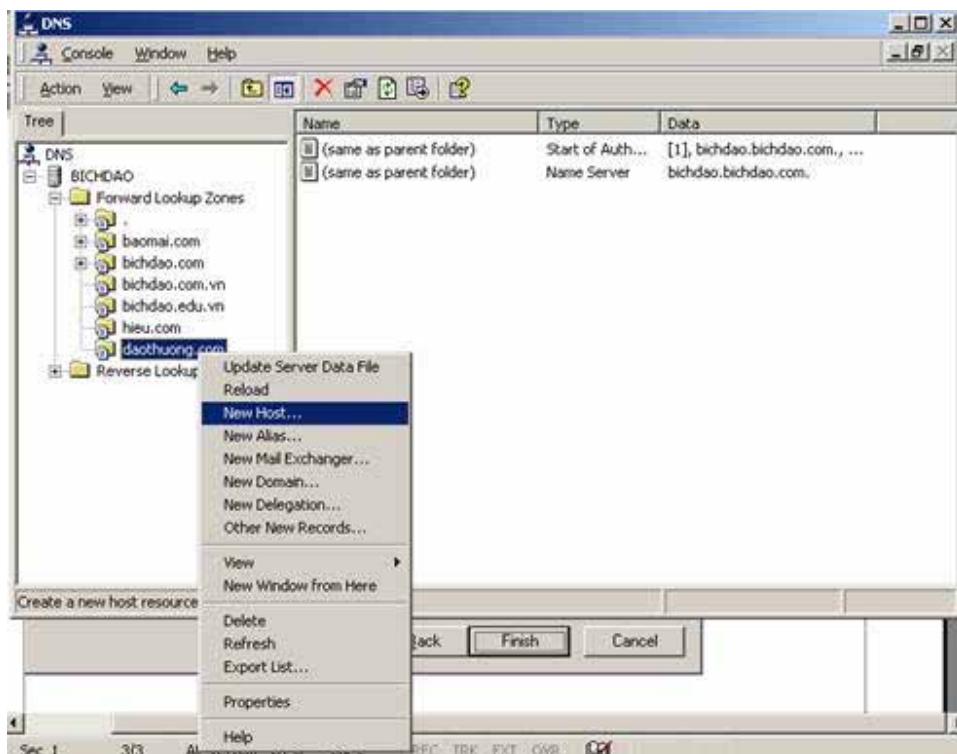 DNS
Console Window Help
Action View
Tree
Name Type Data
DNS
BICHDAO
Forward Lookup Zones
.
baomai.com
bichdao.com
bichdao.com.vn
bichdao.edu.vn
hieu.com
daothuong.com
Reverse Lookup
(same as parent folder) Start of Auth... [1], bichdao.bichdao.com., ...
(same as parent folder) Name Server bichdao.bichdao.com.
Update Server Data File
Reload
New Host...
New Alias...
New Mail Exchanger...
New Domain...
New Delegation...
Other New Records...
View
New Window from Here
Delete
Refresh
Export List...
Properties
Help
Create a new host resource
Back Finish Cancel
Sec 1 3/3 REC TRK EXT OVR